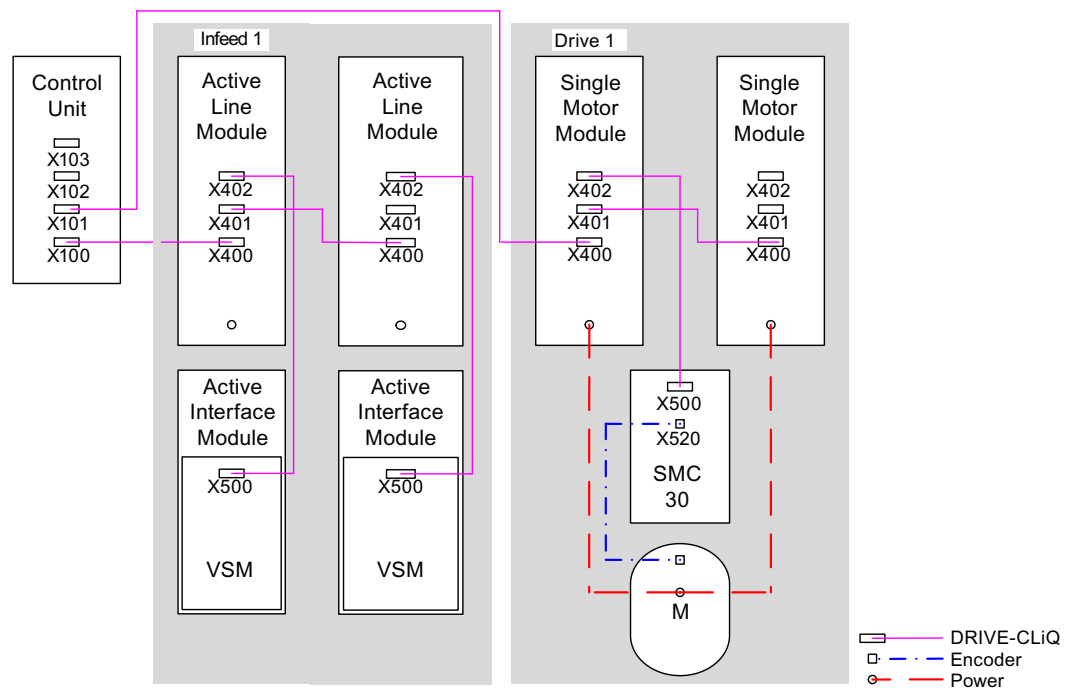 Infeed 1
Drive 1
Control
Unit
X103
X102
X101
X100
Active
Line
Module
X402
X401
X400
Active
Line
Module
X402
X401
X400
Single
Motor
Module
X402
X401
X400
Single
Motor
Module
X402
X401
X400
Active
Interface
Module
X500
VSM
Active
Interface
Module
X500
VSM
X500
X520
SMC
30
M
DRIVE-CLiQ
Encoder
Power